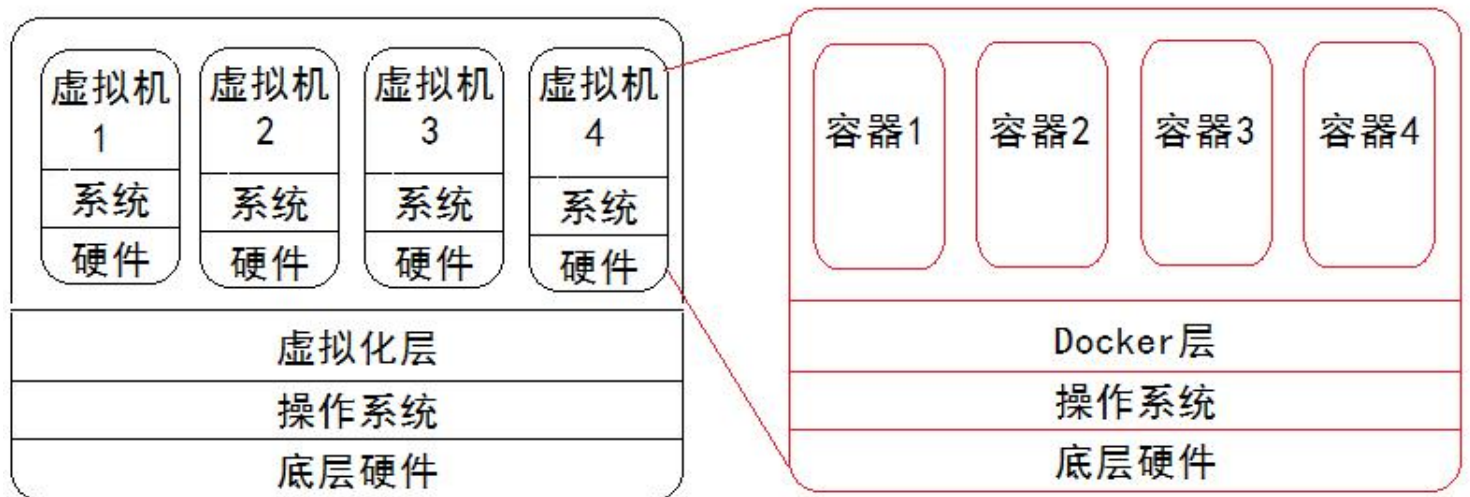 虚拟机
1
系统
硬件
虚拟机
2
系统
硬件
虚拟机
3
系统
硬件
虚拟机
4
系统
硬件
虚拟化层
操作系统
底层硬件
容器1
容器2
容器3
容器4
Docker层
操作系统
底层硬件